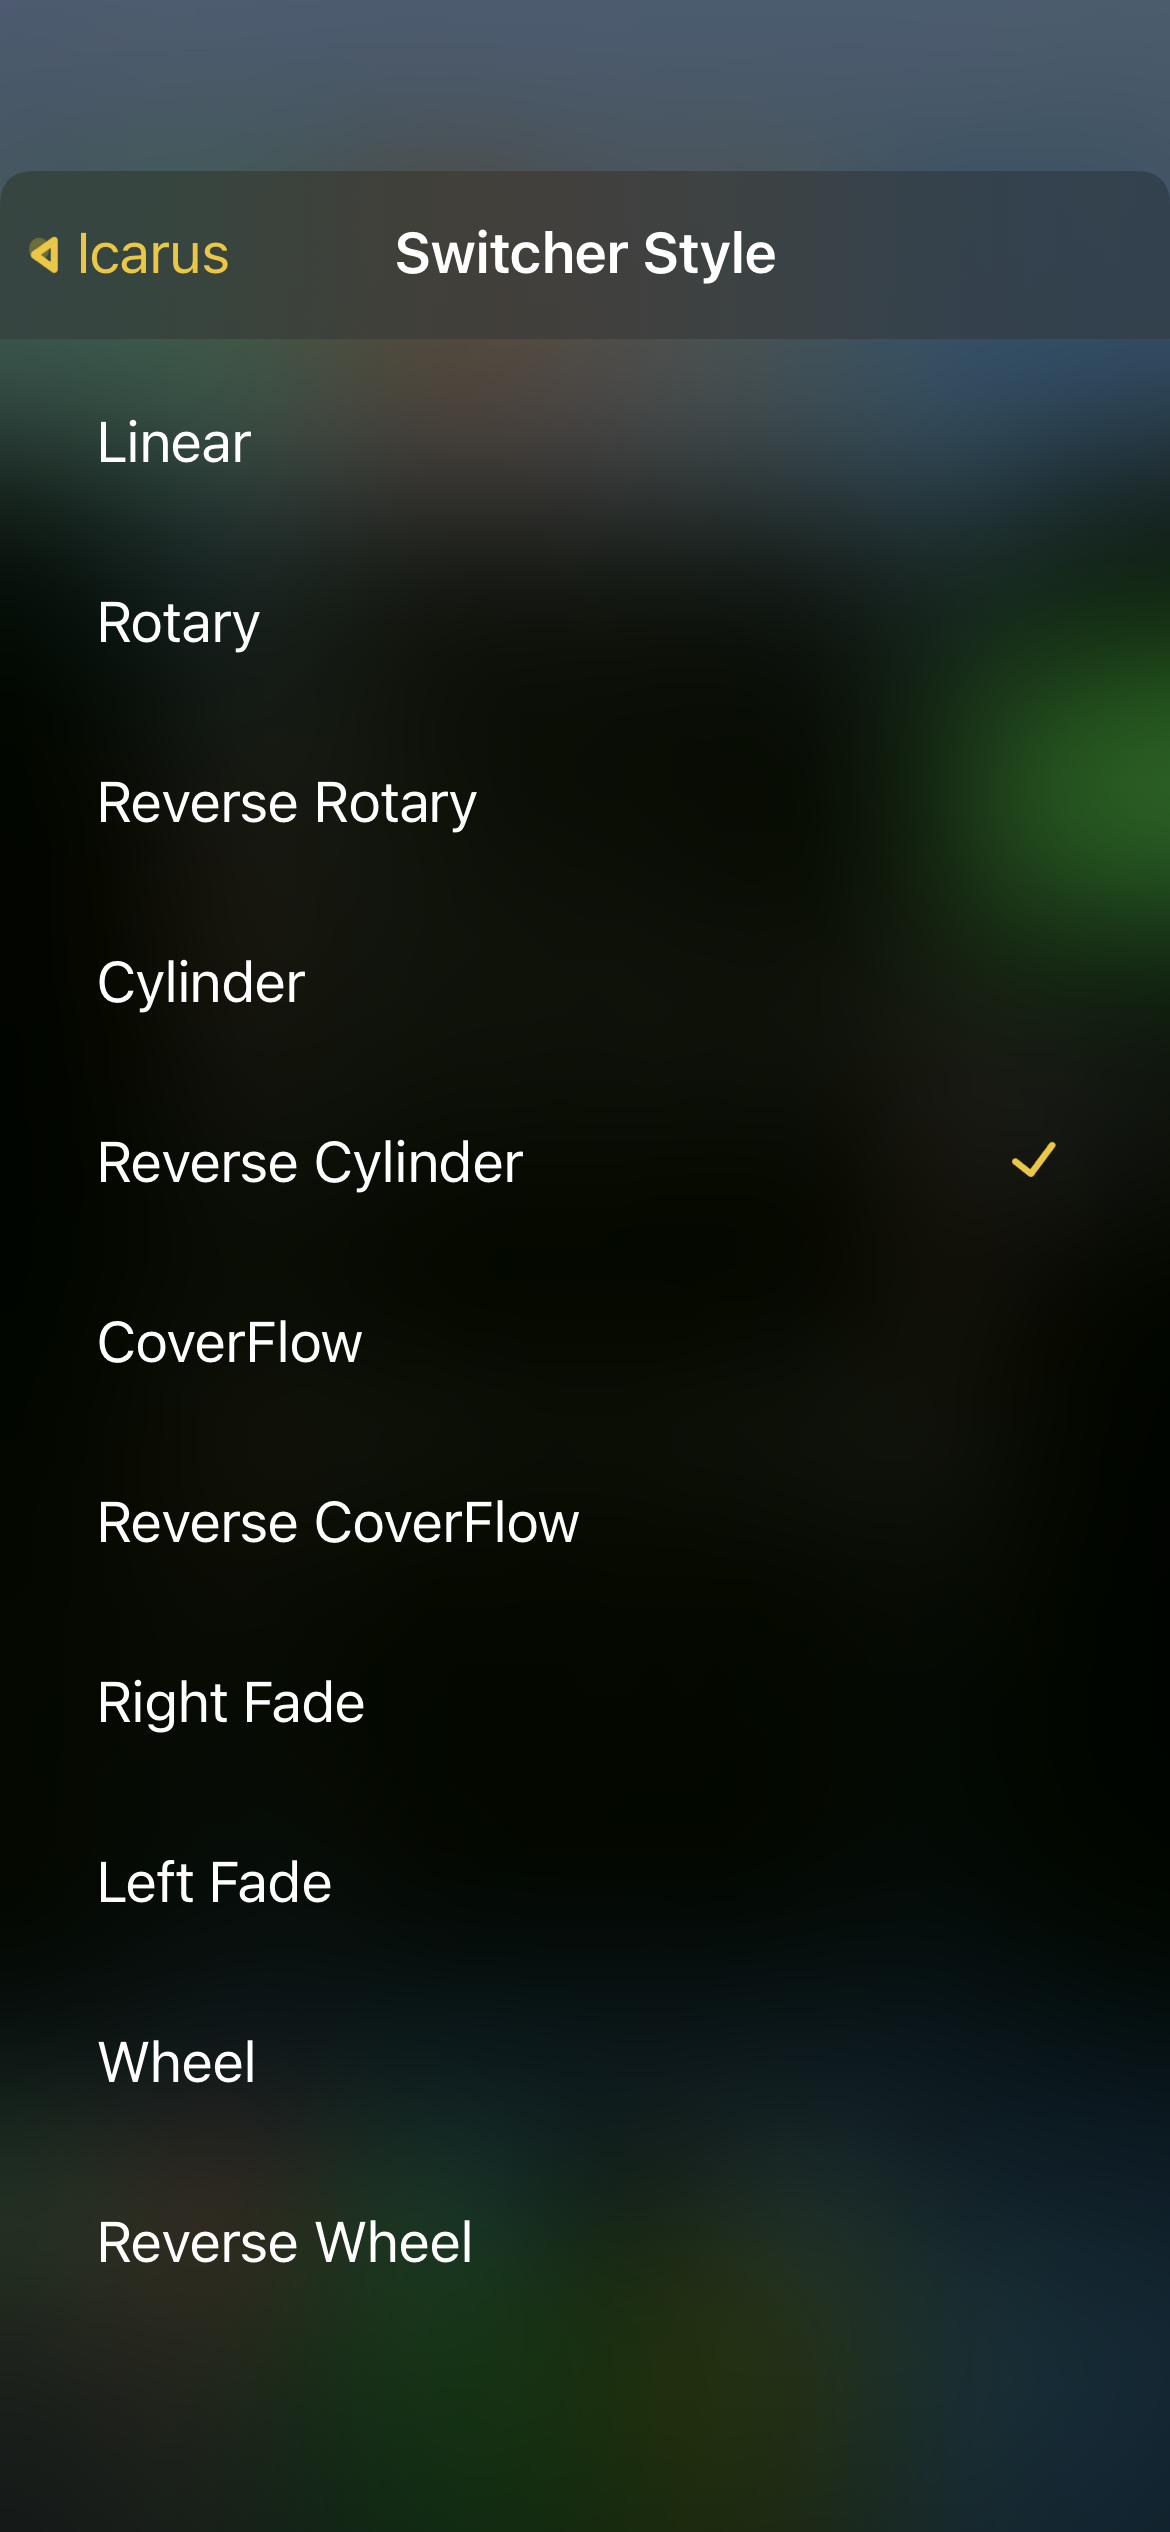 Icarus
Switcher Style
Linear
Rotary
Reverse Rotary
Cylinder
Reverse Cylinder
CoverFlow
Reverse CoverFlow
Right Fade
Left Fade
Wheel
Reverse Wheel